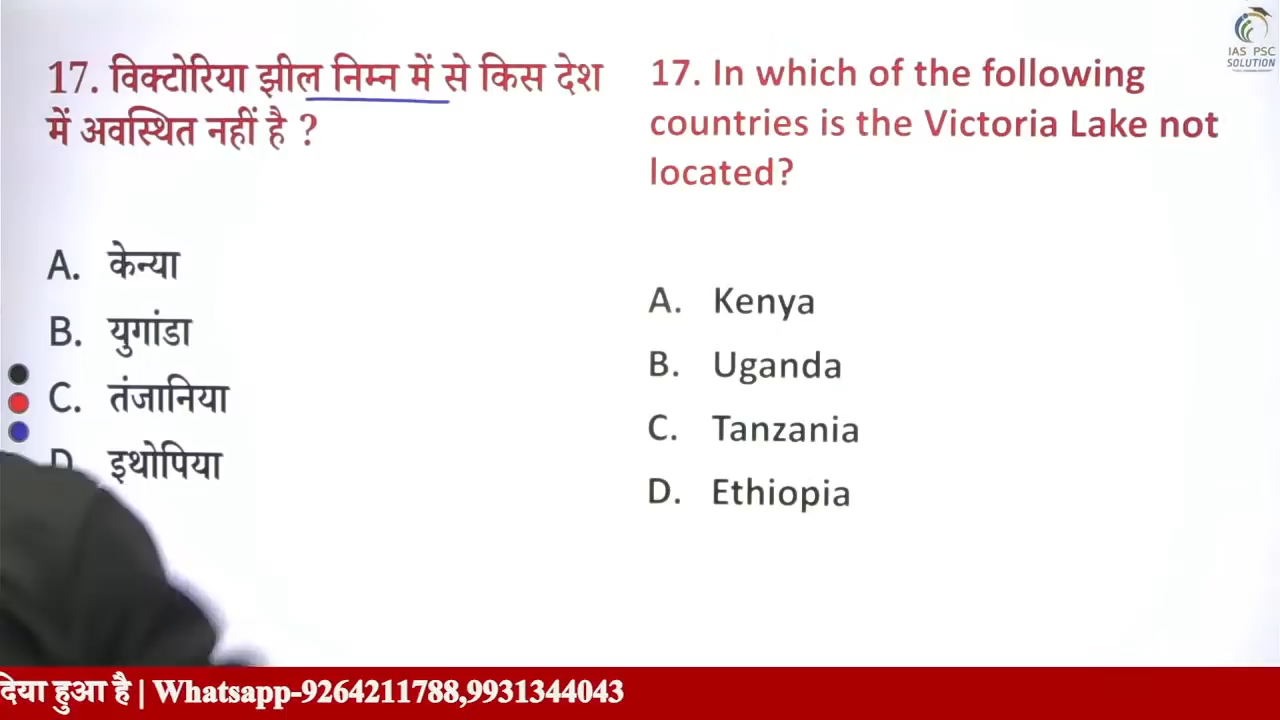 17. विक्टोरिया झील निम्न में से किस देश
में अवस्थित नहीं है ?
A. केन्या
B. युगांडा
C. तंजानिया
D. इथोपिया
17. In which of the following
countries is the Victoria Lake not
located?
A. Kenya
B. Uganda
C. Tanzania
D. Ethiopia
IAS PSC
SOLUTION
दिया हुआ है | Whatsapp-9264211788,9931344043